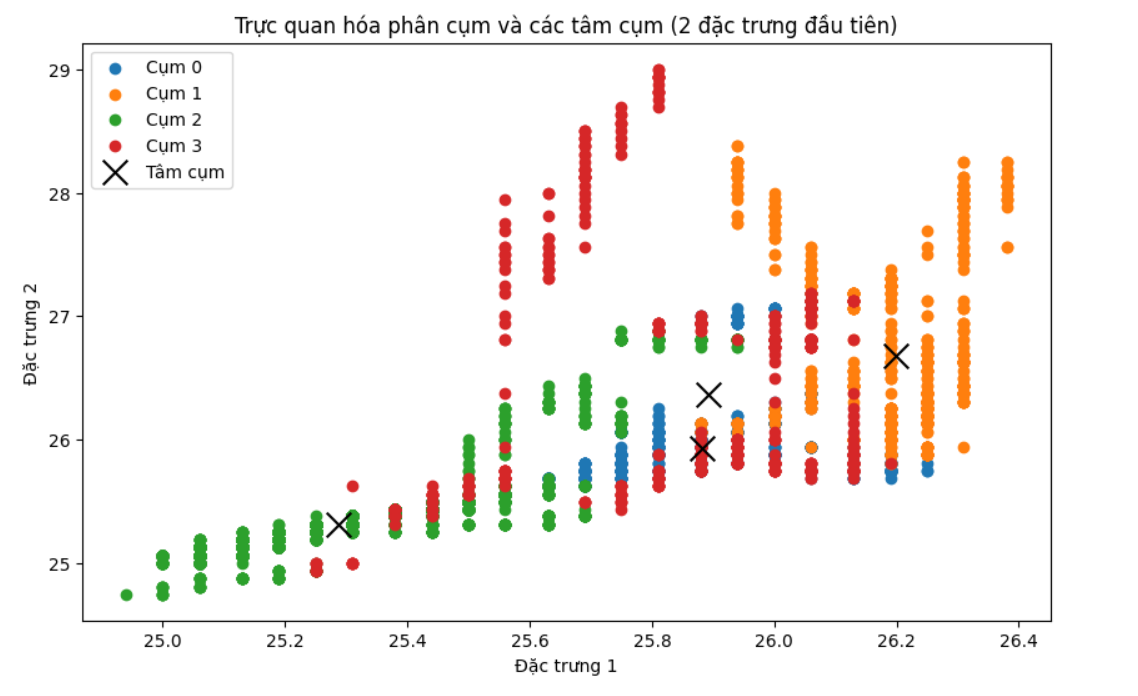 Trực quan hóa phân cụm và các tâm cụm (2 đặc trưng đầu tiên)
Cụm 0
Cụm 1
Cụm 2
Cụm 3
Tâm cụm
Đặc trưng 2
29
28
27
26
25
25.0 25.2 25.4 25.6 25.8 26.0 26.2 26.4
Đặc trưng 1